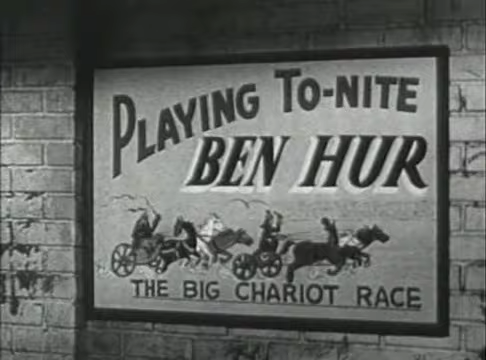 PLAYING TO-NITE
BEN HUR
THE BIG CHARIOT RACE